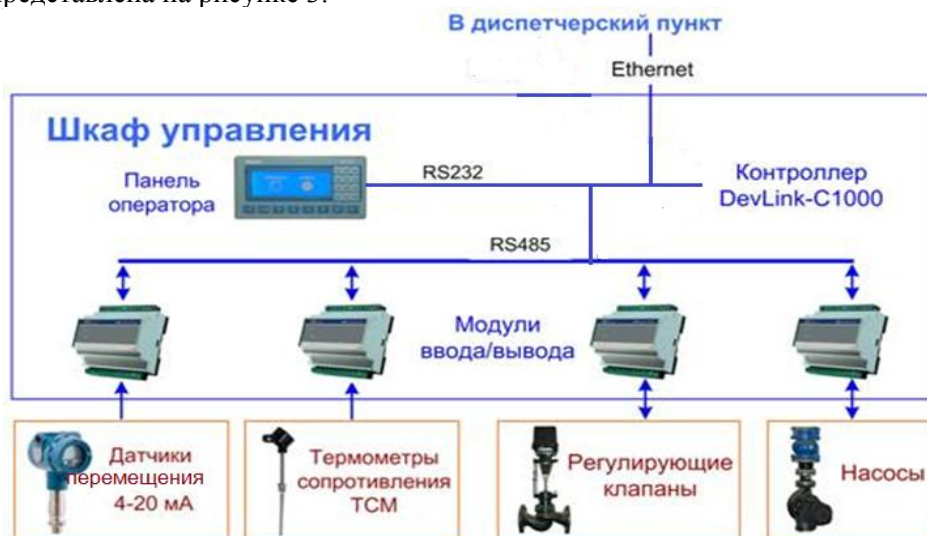 представлена на рисунке 3.
В диспетчерский пункт
Ethernet
Шкаф управления
Панель
оператора
RS232
Контроллер
DevLink-C1000
RS485
Модули
ввода/вывода
Датчики
перемещения
4-20 мА
Термометры
сопротивления
ТСМ
Регулирующие
клапаны
Насосы